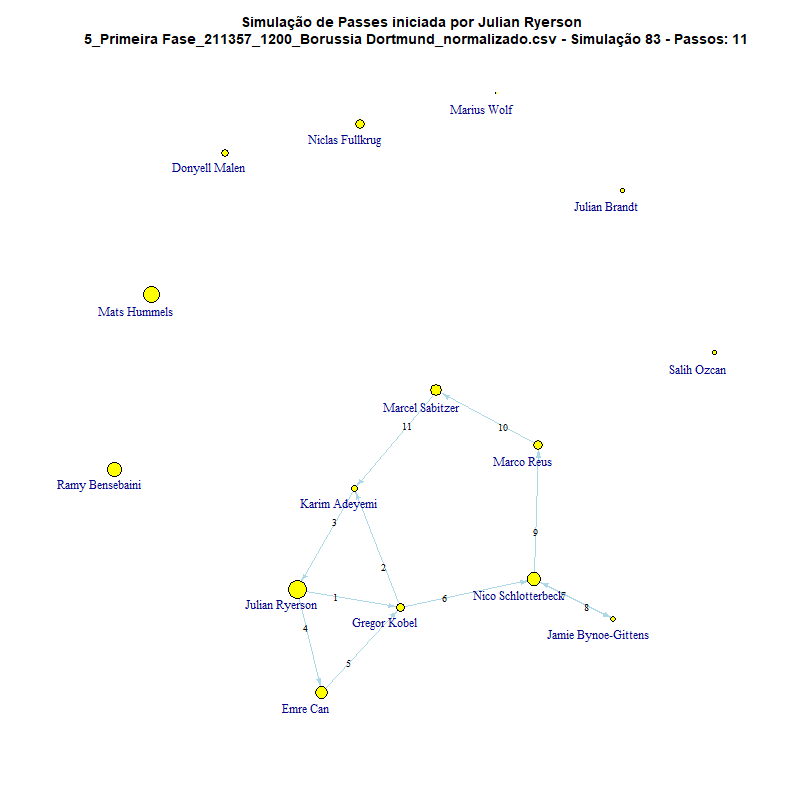 Simulação de Passes iniciada por Julian Ryerson
5_Primeira Fase_211357_1200_Borussia Dortmund_normalizado.csv - Simulação 83 - Passos: 11
Marius Wolf
Niclas Fullkrug
Donyell Malen
Julian Brandt
Mats Hummels
Salih Ozcan
Marcel Sabitzer
11
10
Marco Reus
Ramy Bensebaini
Karim Adeyemi
3
9
2
Nico Schlotterbeck
7
1
6
8
Julian Ryerson
Gregor Kobel
4
Jamie Bynoe-Gittens
5
Emre Can